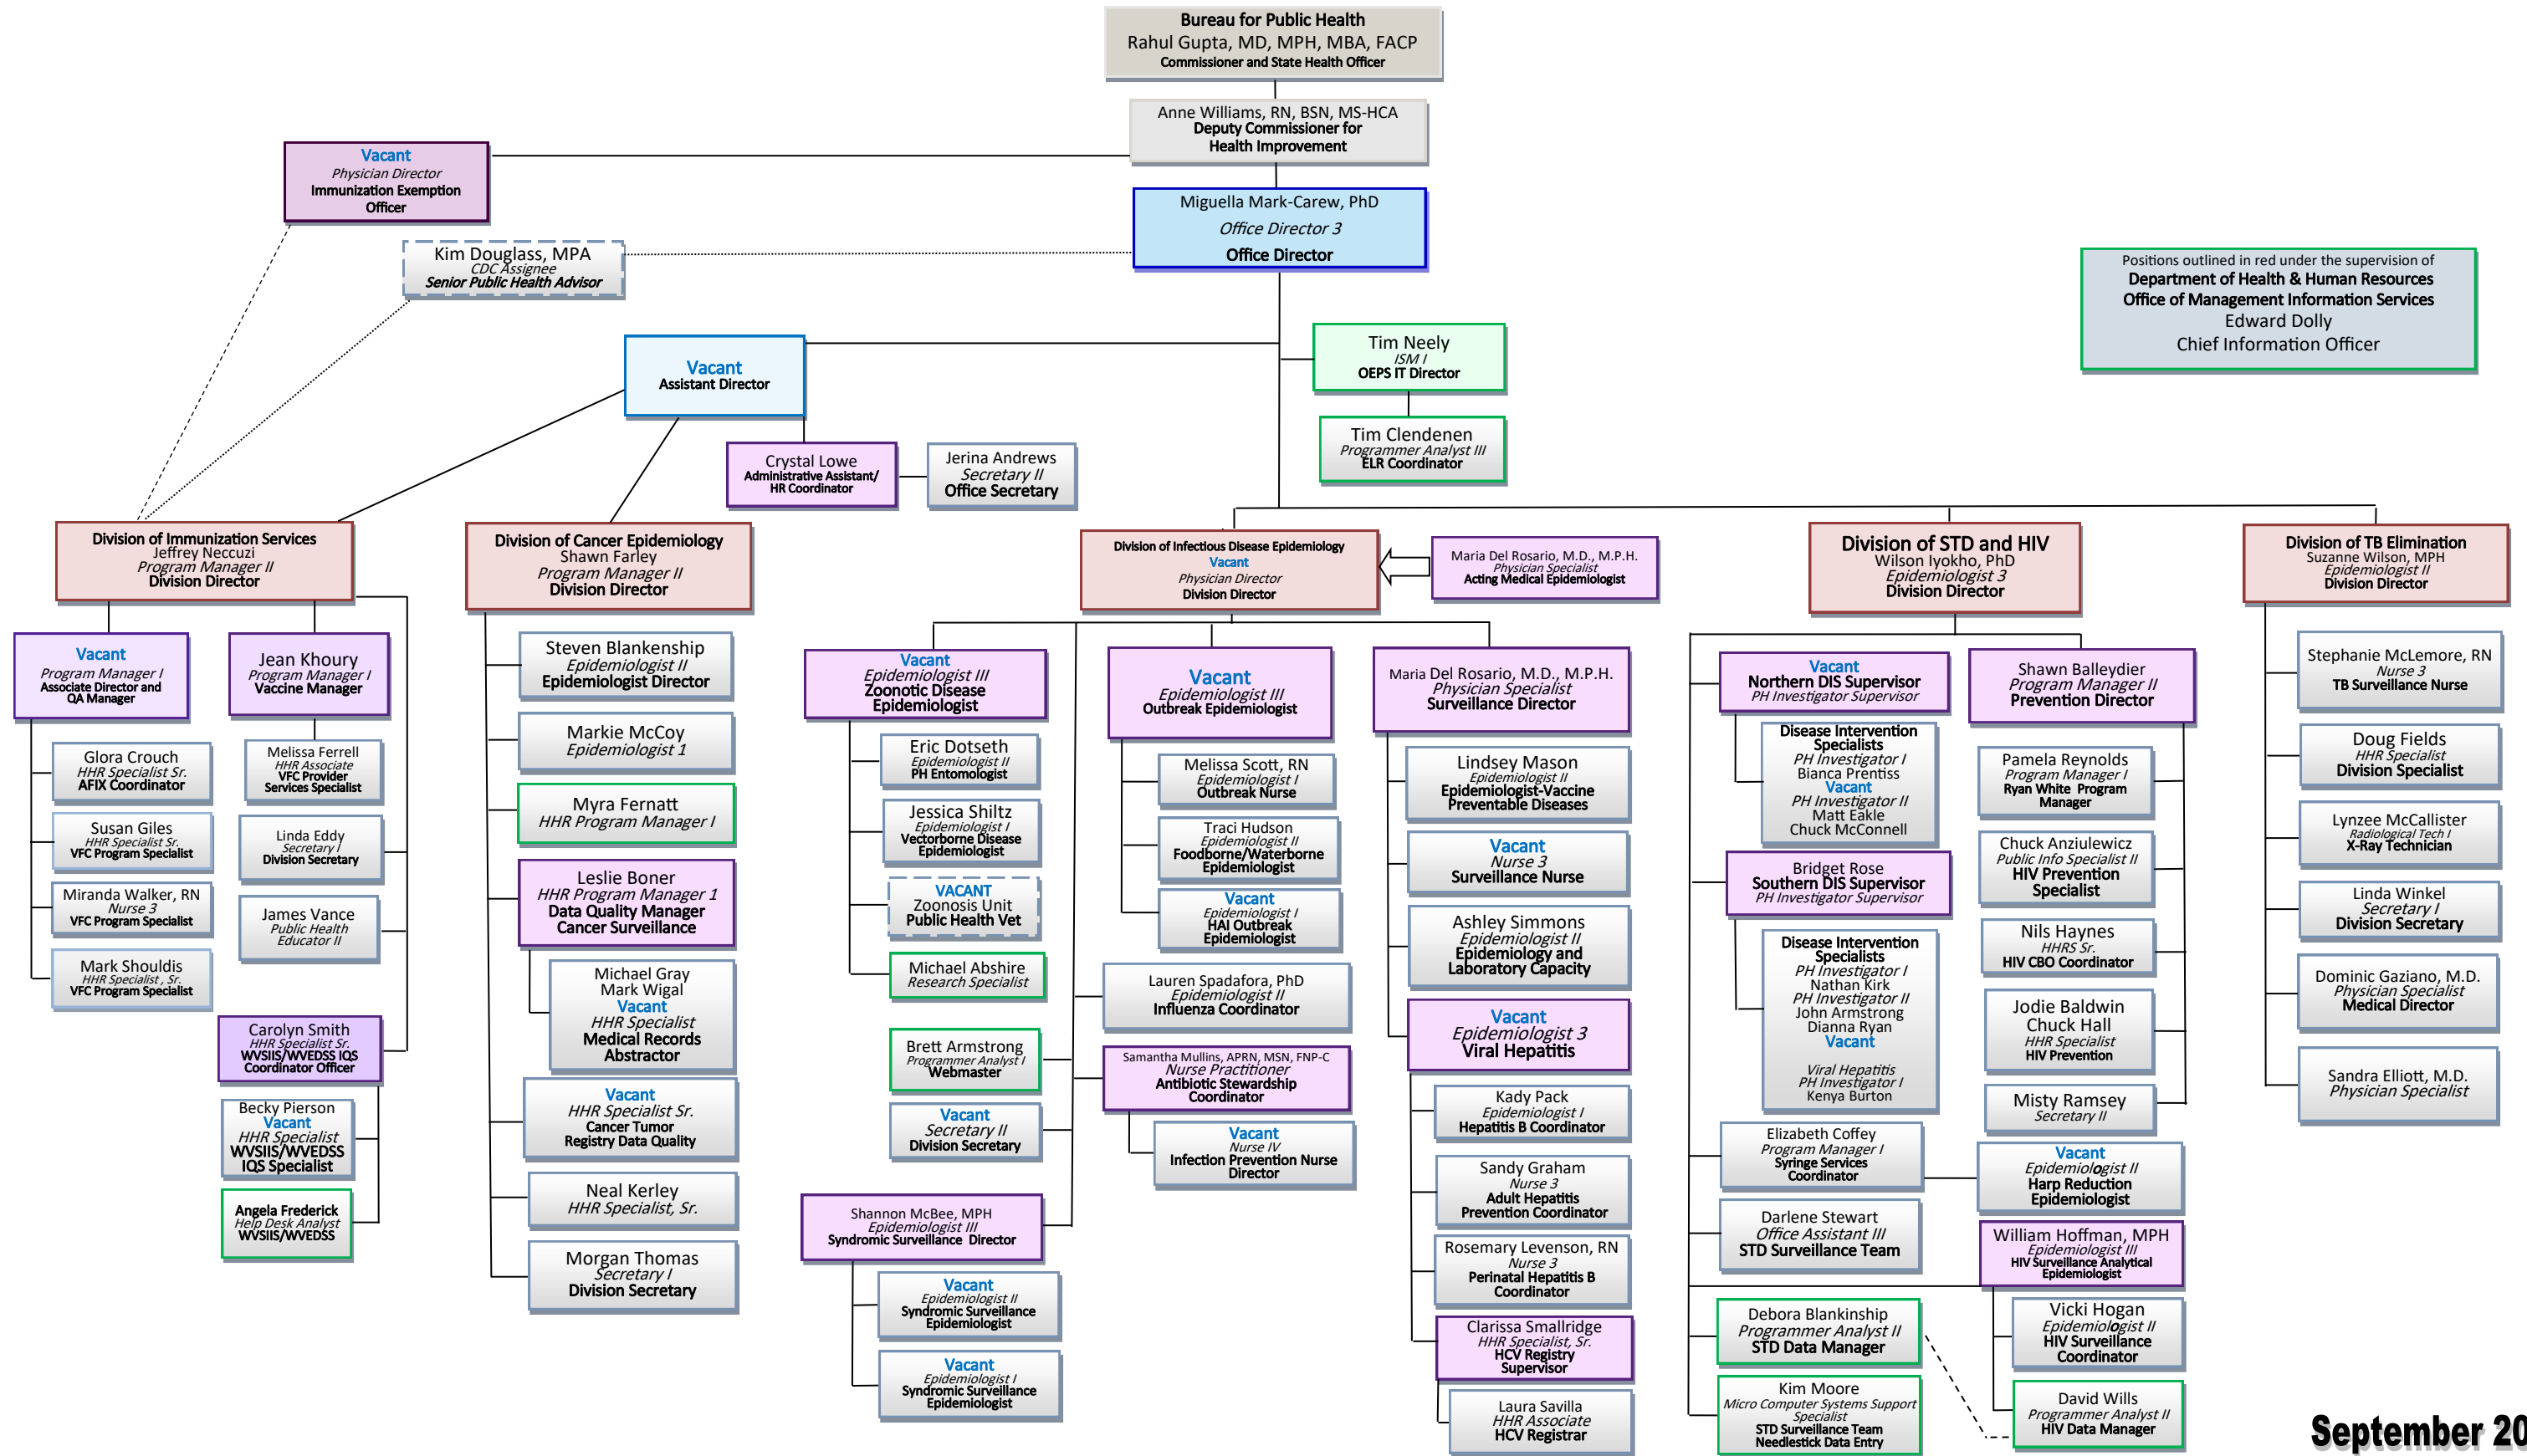 Bureau for Public Health
Rahul Gupta, MD, MPH, MBA, FACP
Commissioner and State Health Officer
Anne Williams, RN, BSN, MS-HCA
Deputy Commissioner for
Health Improvement
Vacant
Physician Director
Immunization Exemption
Officer
Miguella Mark-Carew, PhD
Office Director 3
Office Director
Kim Douglass, MPA
CDC Assignee
Senior Public Health Advisor
Positions outlined in red under the supervision of
Department of Health & Human Resources
Office of Management Information Services
Edward Dolly
Chief Information Officer
Vacant
Assistant Director
Tim Neely
ISM I
OEPS IT Director
Tim Clendenen
Programmer Analyst III
ELR Coordinator
Crystal Lowe
Administrative Assistant/
HR Coordinator
Jerina Andrews
Secretary II
Office Secretary
Division of Immunization Services
Jeffrey Neccuzi
Program Manager II
Division Director
Division of Cancer Epidemiology
Shawn Farley
Program Manager II
Division Director
Division of Infectious Disease Epidemiology
Vacant
Physician Director
Division Director
Maria Del Rosario, M.D., M.P.H.
Physician Specialist
Acting Medical Epidemiologist
Division of STD and HIV
Wilson Iyokho, PhD
Epidemiologist 3
Division Director
Division of TB Elimination
Suzanne Wilson, MPH
Epidemiologist II
Division Director
Vacant
Program Manager I
Associate Director and
QA Manager
Jean Khoury
Program Manager I
Vaccine Manager
Glora Crouch
HHR Specialist Sr.
AFIX Coordinator
Susan Giles
HHR Specialist Sr.
VFC Program Specialist
Miranda Walker, RN
Nurse 3
VFC Program Specialist
Mark Shouldis
HHR Specialist , Sr.
VFC Program Specialist
Melissa Ferrell
HHR Associate
VFC Provider
Services Specialist
Linda Eddy
Secretary I
Division Secretary
James Vance
Public Health
Educator II
Carolyn Smith
HHR Specialist Sr.
WVSIIS/WVEDSS IQS
Coordinator Officer
Becky Pierson
Vacant
HHR Specialist
WVSIIS/WVEDSS
IQS Specialist
Angela Frederick
Help Desk Analyst
WVSIIS/WVEDSS
Steven Blankenship
Epidemiologist II
Epidemiologist Director
Markie McCoy
Epidemiologist 1
Myra Fernatt
HHR Program Manager I
Leslie Boner
HHR Program Manager 1
Data Quality Manager
Cancer Surveillance
Michael Gray
Mark Wigal
Vacant
HHR Specialist
Medical Records
Abstractor
Vacant
HHR Specialist Sr.
Cancer Tumor
Registry Data Quality
Neal Kerley
HHR Specialist, Sr.
Morgan Thomas
Secretary I
Division Secretary
Vacant
Epidemiologist III
Zoonotic Disease
Epidemiologist
Eric Dotseth
Epidemiologist II
PH Entomologist
Jessica Shiltz
Epidemiologist I
Vectorborne Disease
Epidemiologist
VACANT
Zoonosis Unit
Public Health Vet
Michael Abshire
Research Specialist
Brett Armstrong
Programmer Analyst I
Webmaster
Vacant
Secretary II
Division Secretary
Shannon McBee, MPH
Epidemiologist III
Syndromic Surveillance Director
Vacant
Epidemiologist II
Syndromic Surveillance
Epidemiologist
Vacant
Epidemiologist I
Syndromic Surveillance
Epidemiologist
Vacant
Epidemiologist III
Outbreak Epidemiologist
Melissa Scott, RN
Epidemiologist I
Outbreak Nurse
Traci Hudson
Epidemiologist II
Foodborne/Waterborne
Epidemiologist
Vacant
Epidemiologist I
HAI Outbreak
Epidemiologist
Lauren Spadafora, PhD
Epidemiologist II
Influenza Coordinator
Samantha Mullins, APRN, MSN, FNP-C
Nurse Practitioner
Antibiotic Stewardship
Coordinator
Vacant
Nurse IV
Infection Prevention Nurse
Director
Maria Del Rosario, M.D., M.P.H.
Physician Specialist
Surveillance Director
Lindsey Mason
Epidemiologist II
Epidemiologist-Vaccine
Preventable Diseases
Vacant
Nurse 3
Surveillance Nurse
Ashley Simmons
Epidemiologist II
Epidemiology and
Laboratory Capacity
Vacant
Epidemiologist 3
Viral Hepatitis
Kady Pack
Epidemiologist I
Hepatitis B Coordinator
Sandy Graham
Nurse 3
Adult Hepatitis
Prevention Coordinator
Rosemary Levenson, RN
Nurse 3
Perinatal Hepatitis B
Coordinator
Clarissa Smallridge
HHR Specialist, Sr.
HCV Registry
Supervisor
Laura Savilla
HHR Associate
HCV Registrar
Vacant
Northern DIS Supervisor
PH Investigator Supervisor
Disease Intervention
Specialists
PH Investigator I
Bianca Prentiss
Vacant
PH Investigator II
Matt Eakle
Chuck McConnell
Bridget Rose
Southern DIS Supervisor
PH Investigator Supervisor
Disease Intervention
Specialists
PH Investigator I
Nathan Kirk
PH Investigator II
John Armstrong
Dianna Ryan
Vacant
Viral Hepatitis
PH Investigator I
Kenya Burton
Elizabeth Coffey
Program Manager I
Syringe Services
Coordinator
Darlene Stewart
Office Assistant III
STD Surveillance Team
Debora Blankinship
Programmer Analyst II
STD Data Manager
Kim Moore
Micro Computer Systems Support
Specialist
STD Surveillance Team
Needlestick Data Entry
Shawn Balleydier
Program Manager II
Prevention Director
Pamela Reynolds
Program Manager I
Ryan White Program
Manager
Chuck Anziulewicz
Public Info Specialist II
HIV Prevention
Specialist
Nils Haynes
HHRS Sr.
HIV CBO Coordinator
Jodie Baldwin
Chuck Hall
HHR Specialist
HIV Prevention
Misty Ramsey
Secretary II
Vacant
Epidemiologist II
Harp Reduction
Epidemiologist
William Hoffman, MPH
Epidemiologist III
HIV Surveillance Analytical
Epidemiologist
Vicki Hogan
Epidemiologist II
HIV Surveillance
Coordinator
David Wills
Programmer Analyst II
HIV Data Manager
Stephanie McLemore, RN
Nurse 3
TB Surveillance Nurse
Doug Fields
HHR Specialist
Division Specialist
Lynzee McCallister
Radiological Tech I
X-Ray Technician
Linda Winkel
Secretary I
Division Secretary
Dominic Gaziano, M.D.
Physician Specialist
Medical Director
Sandra Elliott, M.D.
Physician Specialist
September 20